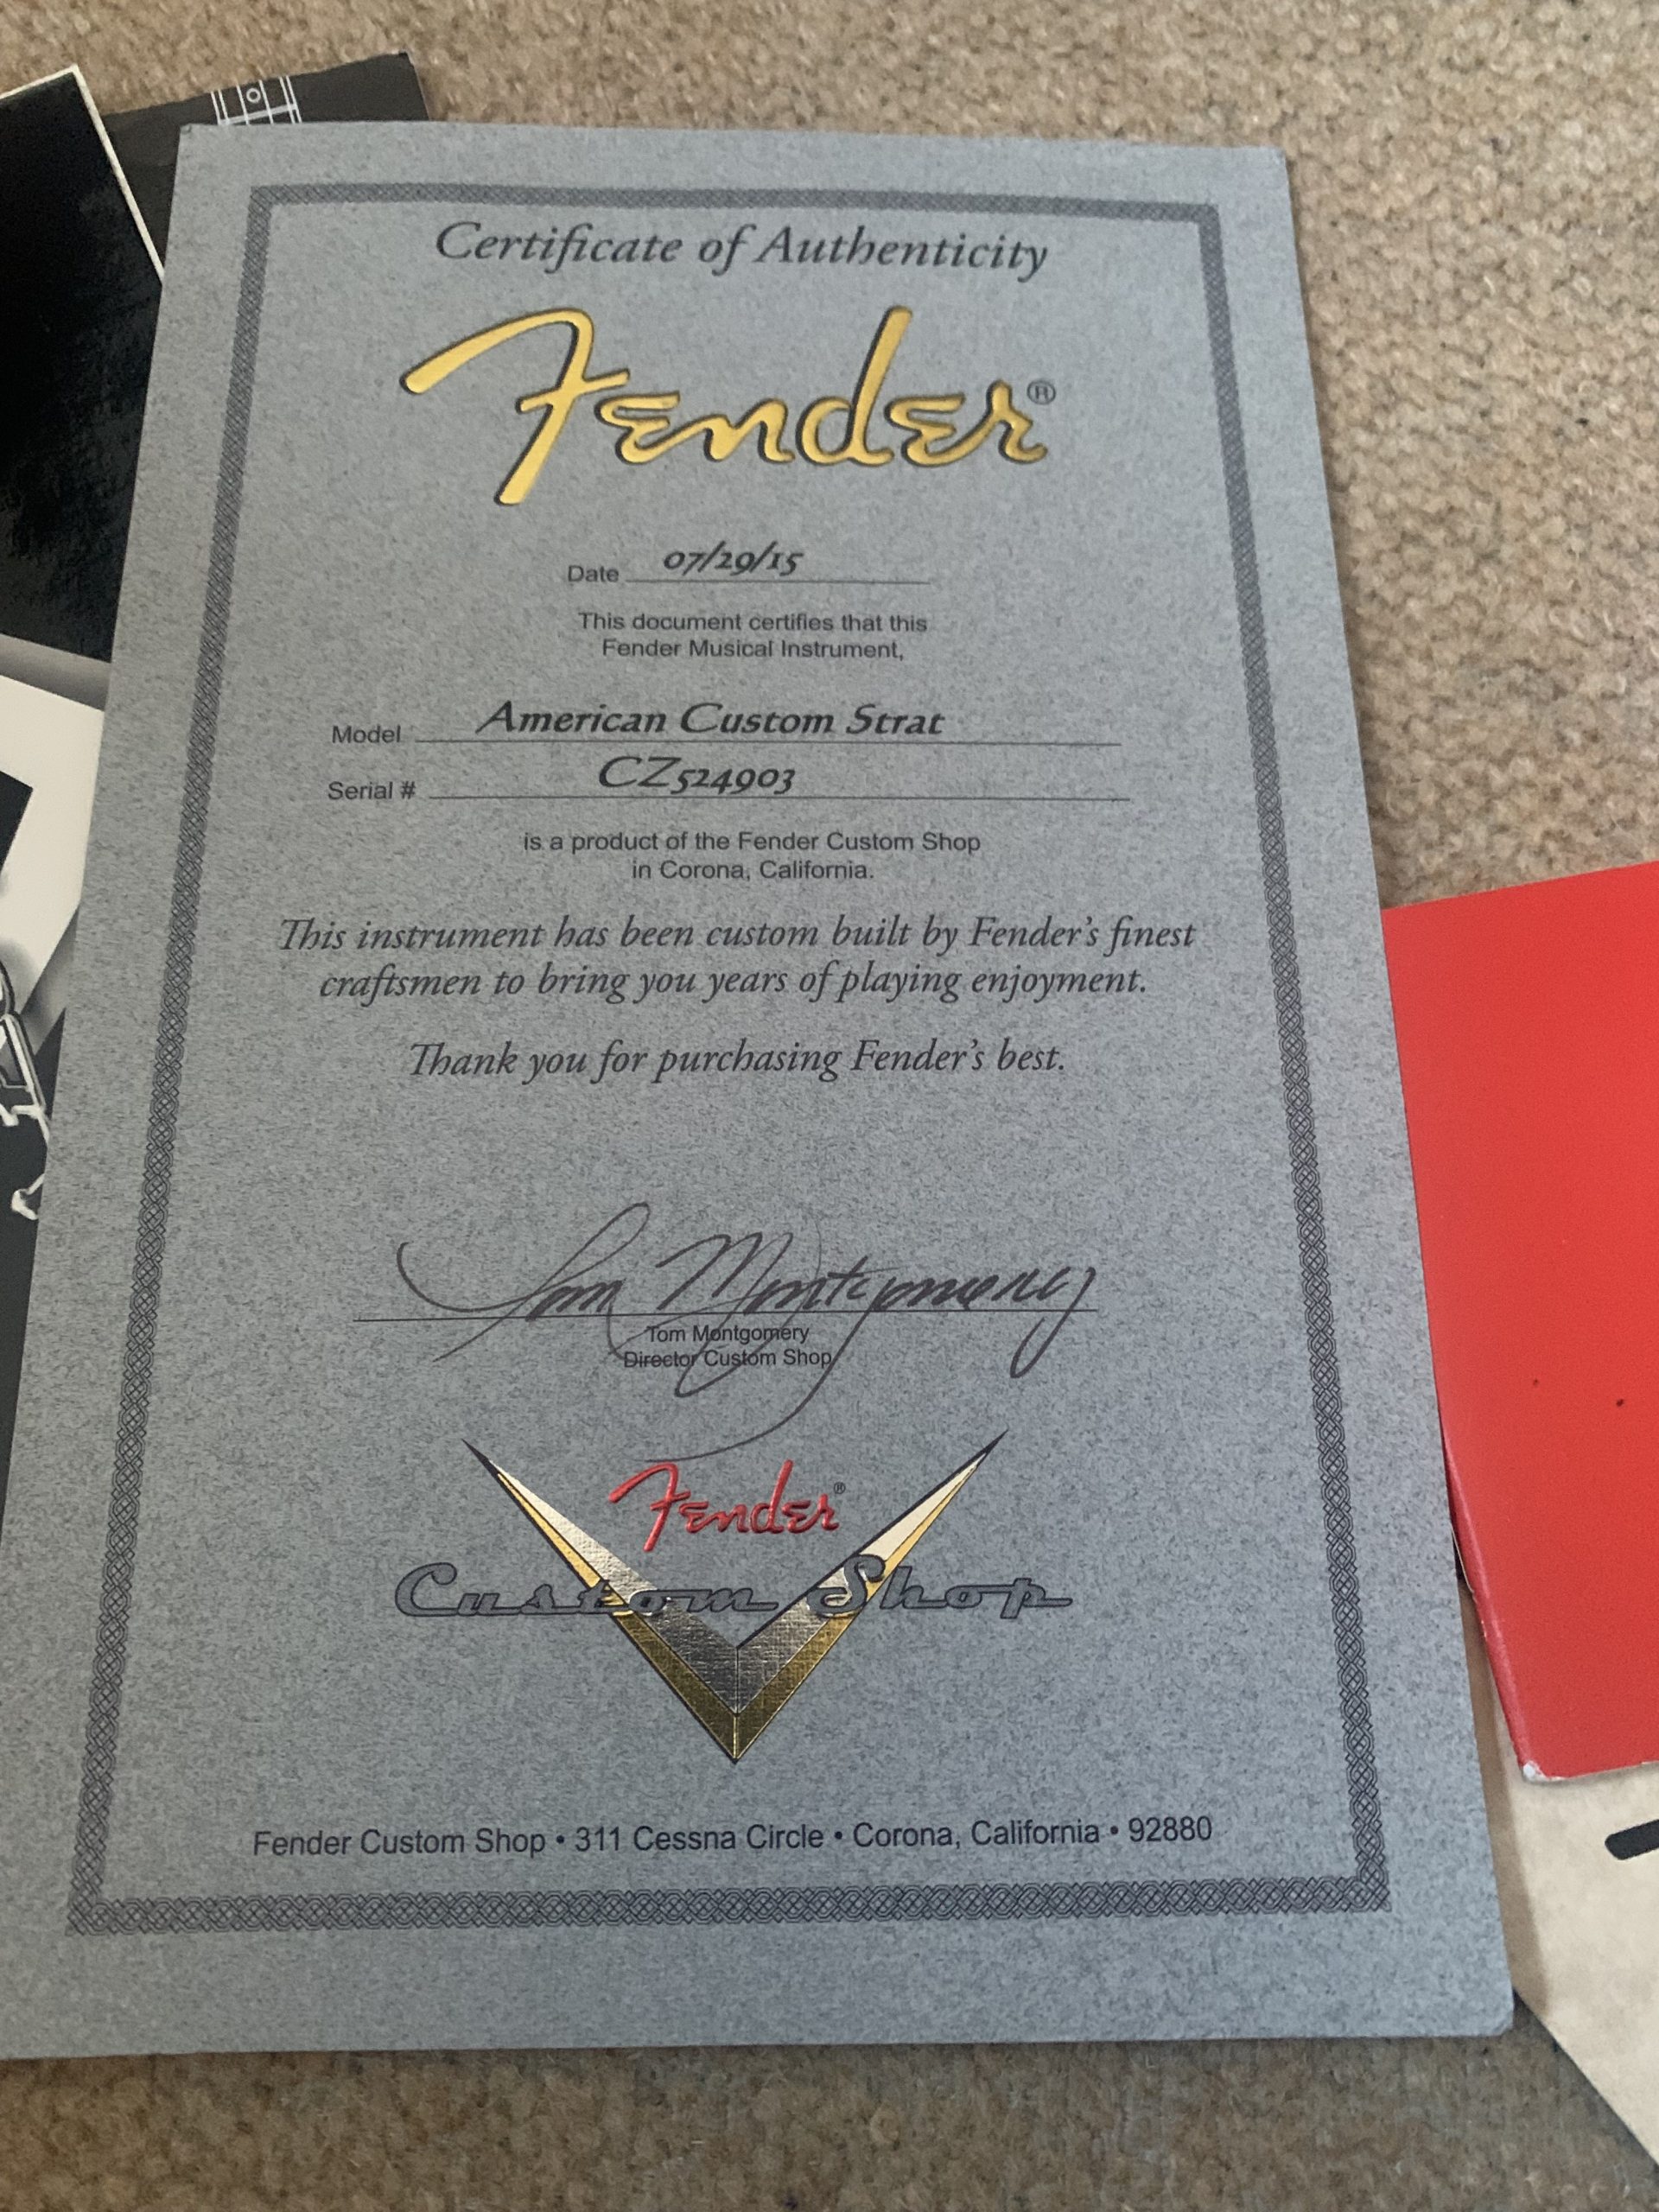 Certificate of Authenticity
Fender®
Date 07/29/15
This document certifies that this
Fender Musical Instrument,
Model American Custom Strat
Serial # CZ524903
is a product of the Fender Custom Shop
in Corona, California.
This instrument has been custom built by Fender's finest
craftsmen to bring you years of playing enjoyment.
Thank you for purchasing Fender's best.
Tom Montgomery
Tom Montgomery
Director Custom Shop
Fender®
Custom Shop
Fender Custom Shop • 311 Cessna Circle • Corona, California • 92880